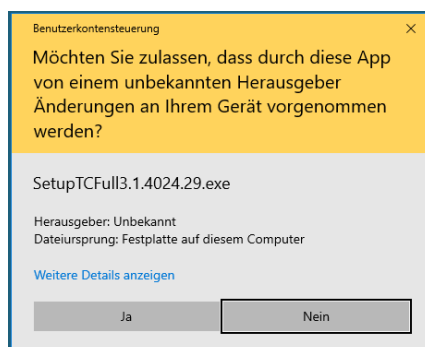 Benutzerkontensteuerung
Möchten Sie zulassen, dass durch diese App
von einem unbekannten Herausgeber
Änderungen an Ihrem Gerät vorgenommen
werden?
SetupTCFull3.1.4024.29.exe
Herausgeber: Unbekannt
Dateiursprung: Festplatte auf diesem Computer
Weitere Details anzeigen
Ja
Nein